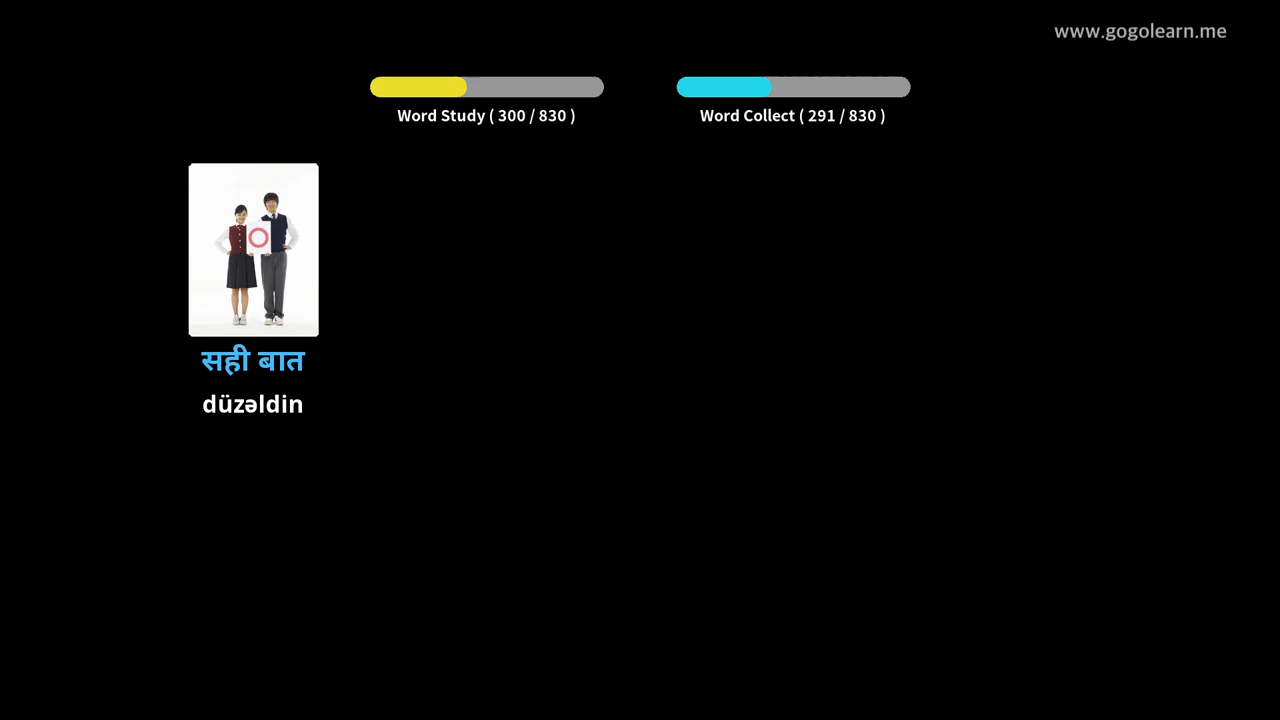 www.gogolearn.me
Word Study ( 300 / 830 )
Word Collect ( 291 / 830 )
सही बात
düzəldin